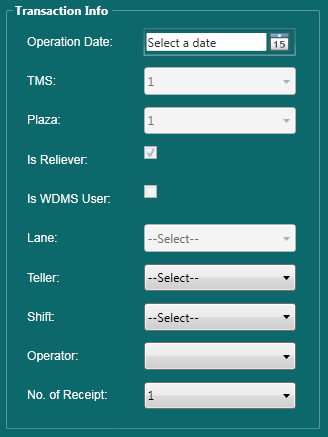 Transaction Info
Operation Date: Select a date 15
TMS: 1
Plaza: 1
Is Reliever:
Is WDMS User:
Lane: --Select--
Teller: --Select--
Shift: --Select--
Operator:
No. of Receipt: 1